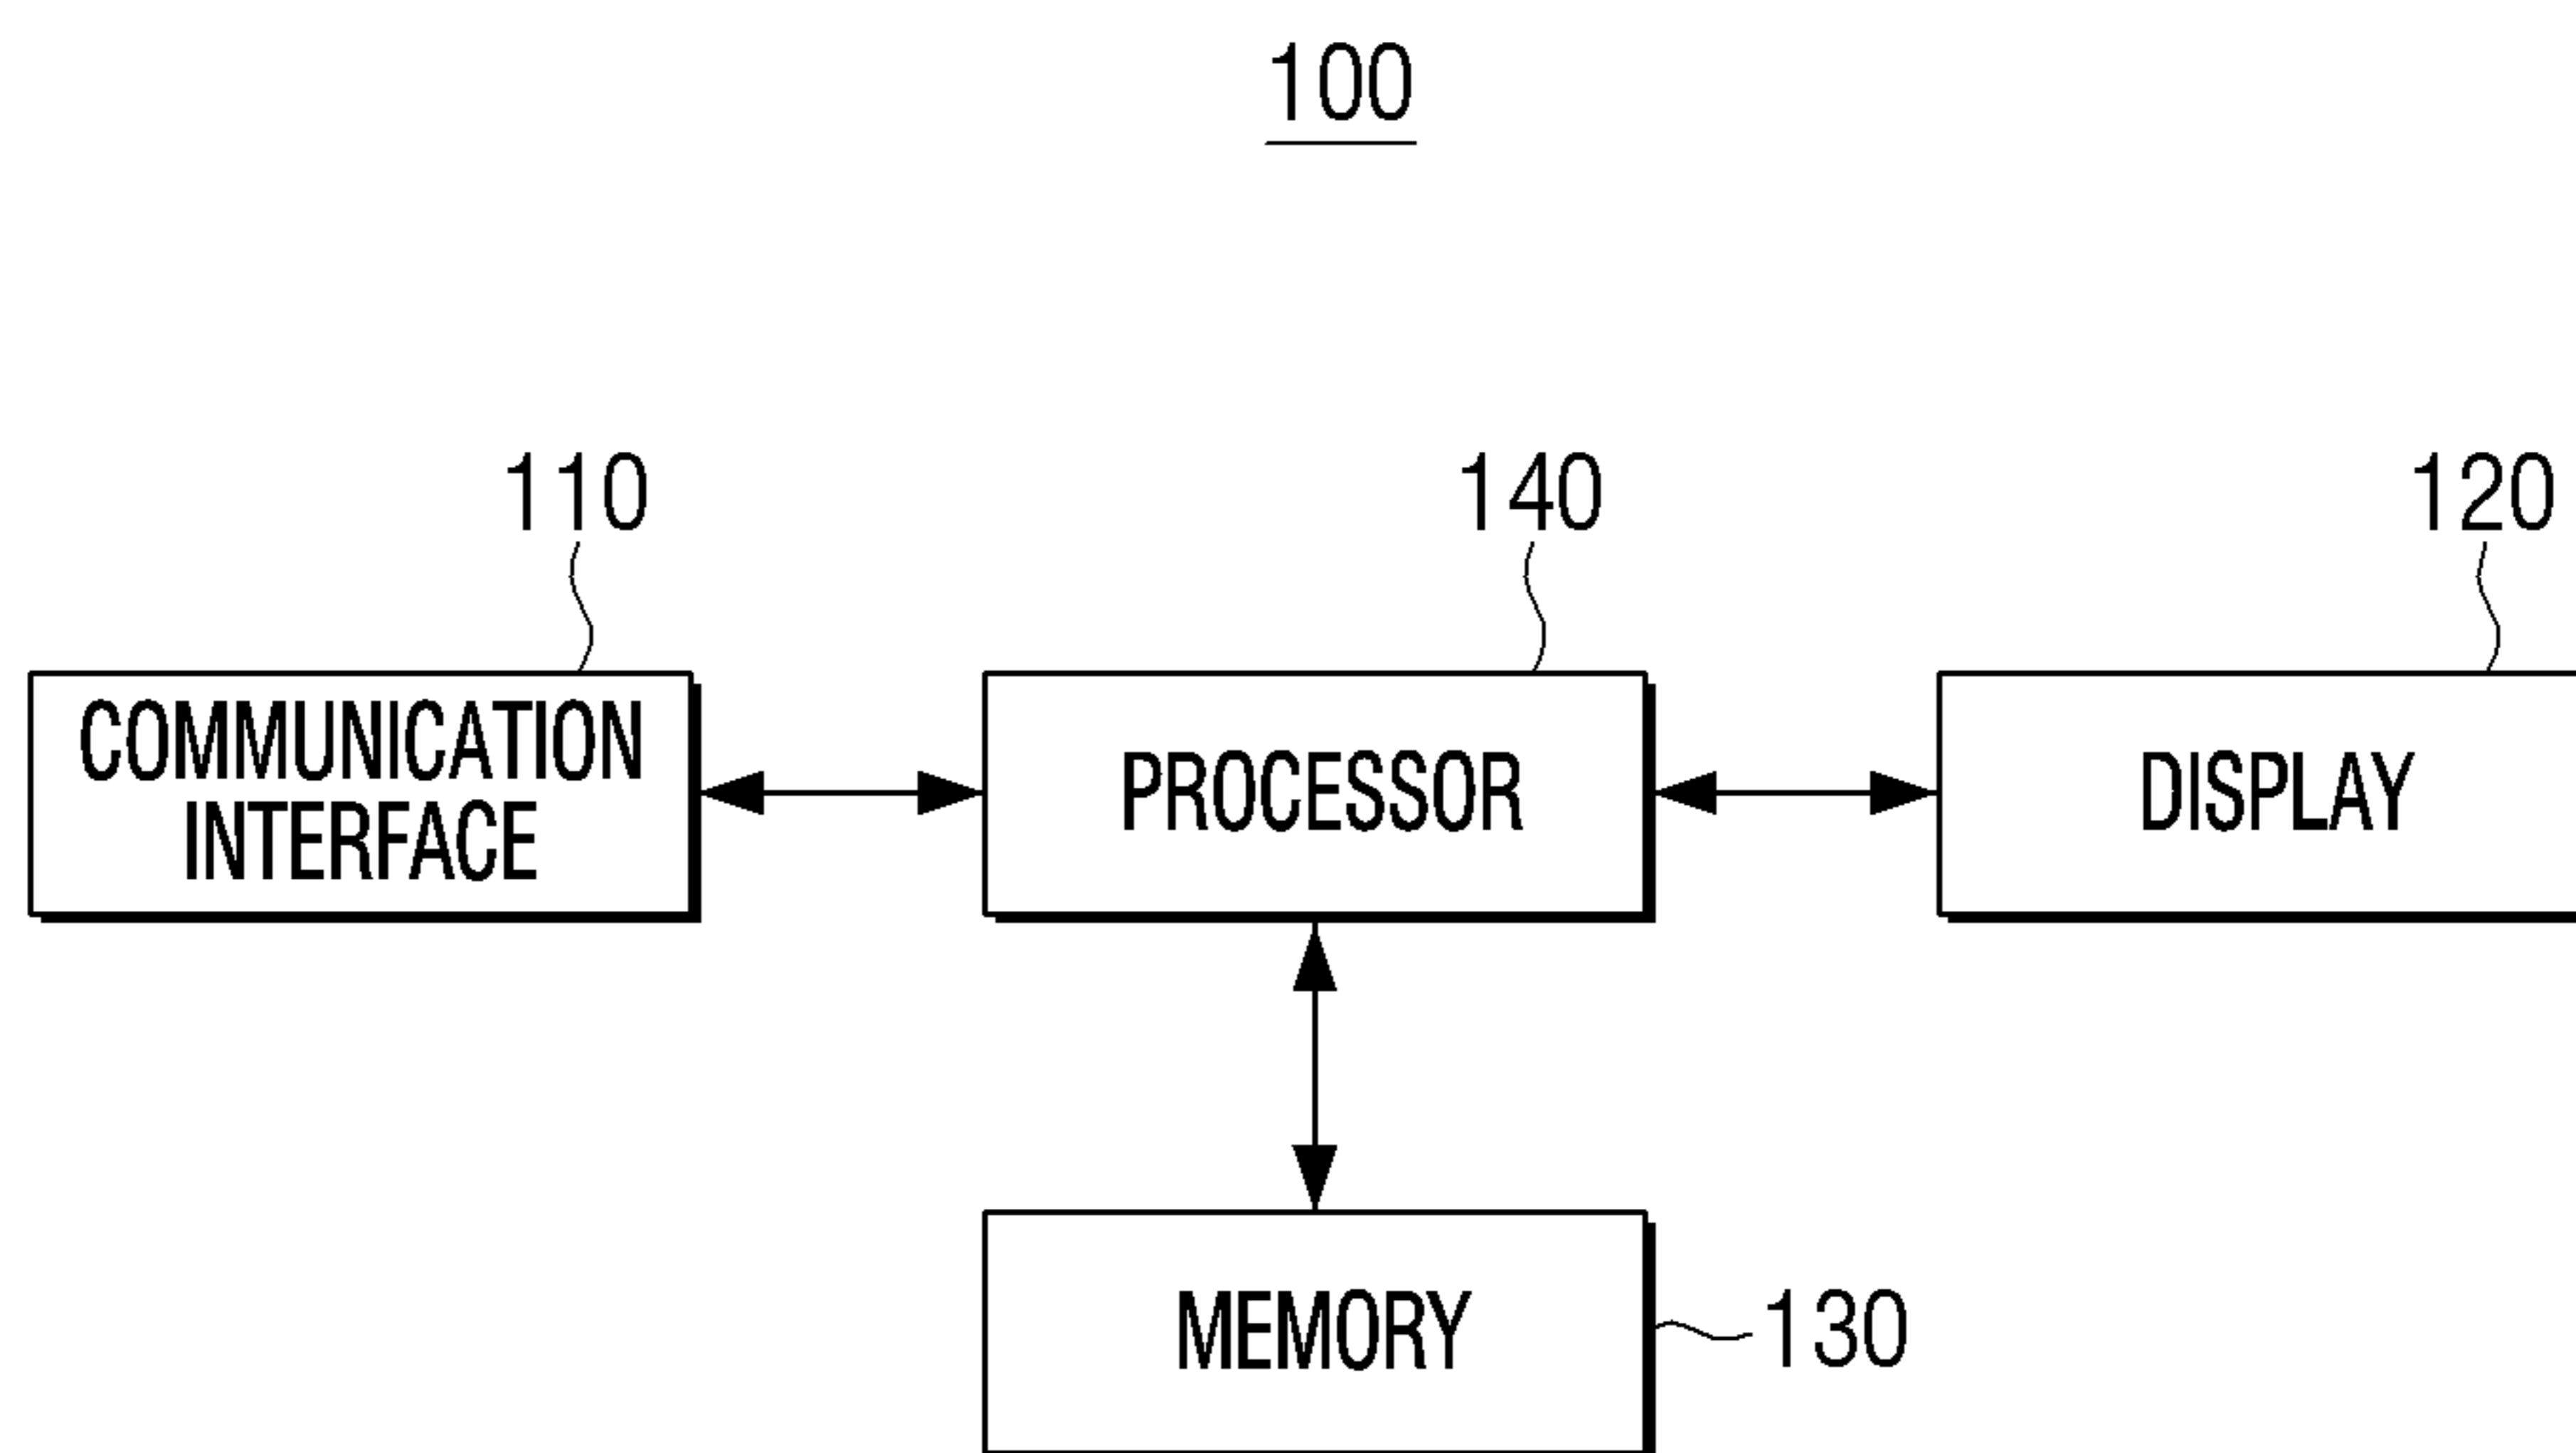 100
110
140
120
COMMUNICATION
INTERFACE
PROCESSOR
DISPLAY
MEMORY
130